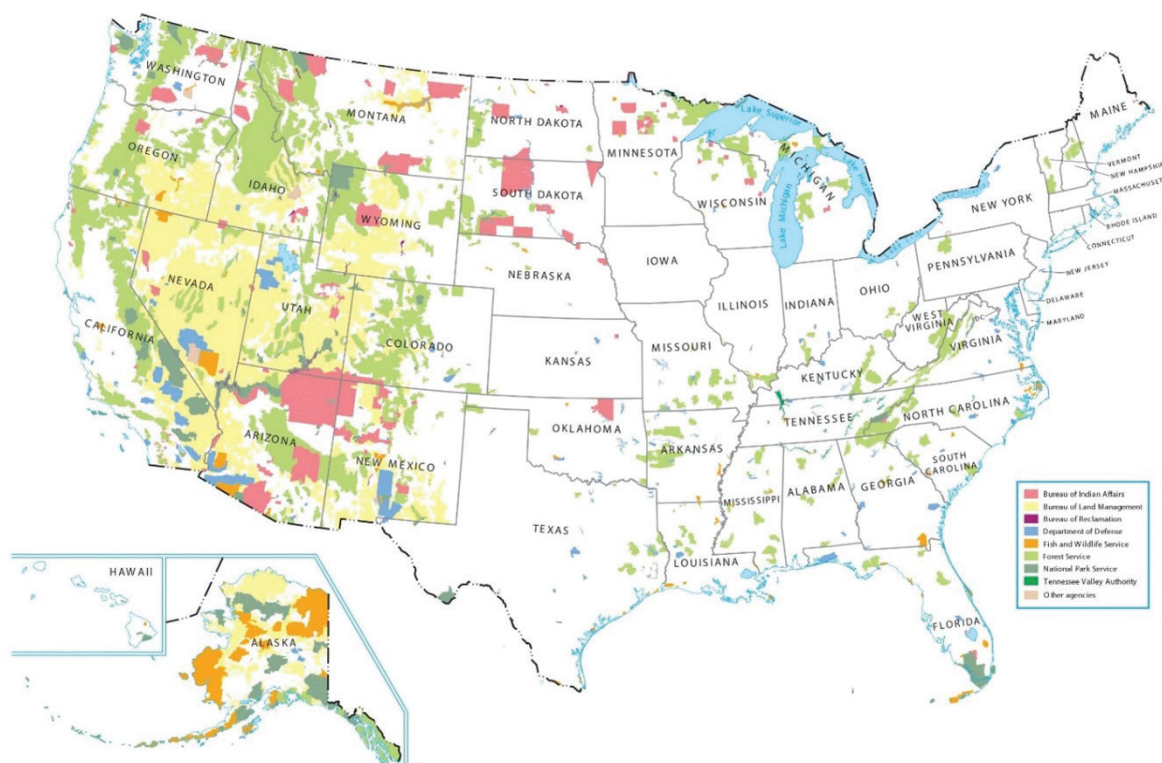 WASHINGTON
MONTANA
NORTH DAKOTA
MINNESOTA
Lake Superior
MICHIGAN
Lake Huron
MAINE
OREGON
IDAHO
WYOMING
SOUTH DAKOTA
WISCONSIN
Lake Michigan
VERMONT
NEW HAMPSHIRE
MASSACHUSET
NEW YORK
RHODE ISLAND
CONNECTICUT
NEBRASKA
IOWA
PENNSYLVANIA
NEW JERSEY
NEVADA
UTAH
CALIFORNIA
COLORADO
ILLINOIS
INDIANA
OHIO
WEST
VIRGINIA
DC
DELAWARE
MARYLAND
VIRGINIA
KANSAS
MISSOURI
KENTUCKY
ARIZONA
NEW MEXICO
OKLAHOMA
ARKANSAS
TENNESSEE
NORTH CAROLINA
SOUTH
CAROLINA
MISSISSIPPI
ALABAMA
GEORGIA
TEXAS
LOUISIANA
FLORIDA
HAWAII
ALASKA
Bureau of Indian Affairs
Bureau of Land Management
Bureau of Reclamation
Department of Defense
Fish and Wildlife Service
Forest Service
National Park Service
Tennessee Valley Authority
Other agencies